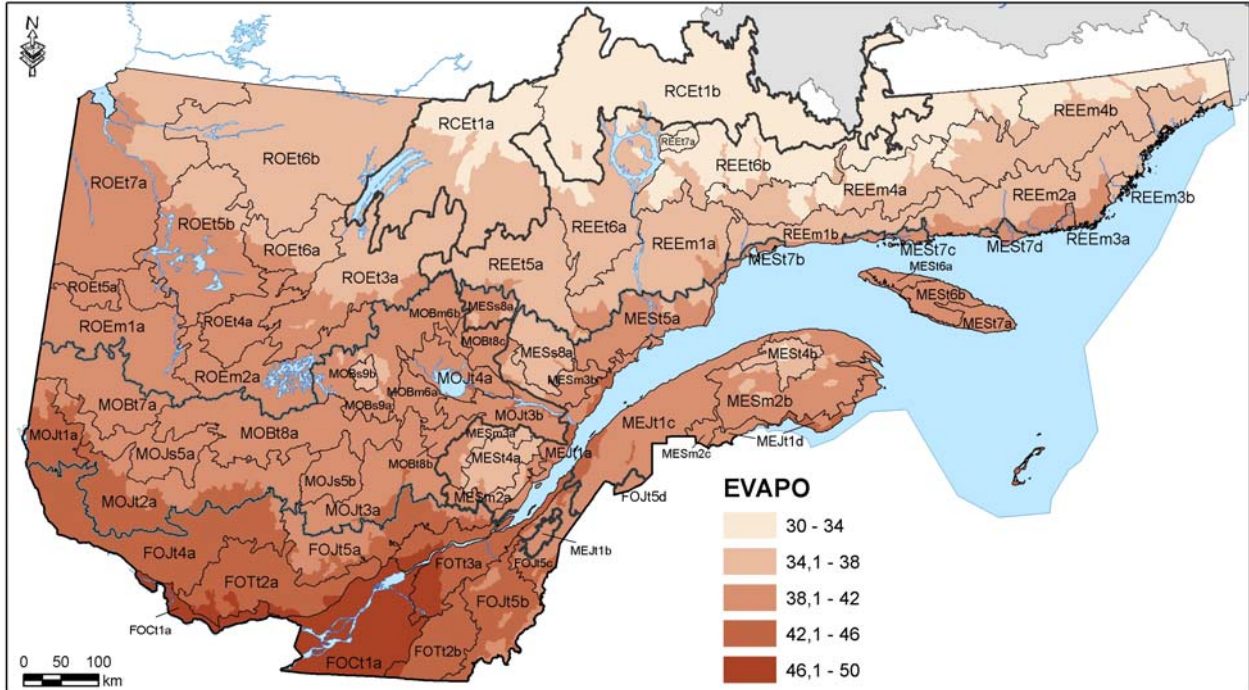 N
RCEt1b
RCEt1a
REEt7a
REEm4b
ROEt6b
REEt6b
ROEt7a
REEm4a
REEm2a
REEm3b
ROEt5b
REEt6a
REEm1a
REEm1b
ROEt6a
MESt7b
MESt7c
MESt7d
REEm3a
REEt5a
MESt6a
ROEt3a
ROEt5a
MESt6b
MESs8a
MOBm6b
MESt5a
MESt7a
ROEm1a
ROEt4a
MOBt8c
MESs8a
MESt4b
ROEm2a
MOBs9b
MOJt4a
MESm3b
MOBm6a
MESm2b
MOBt7a
MOBs9a
MOJt3b
MEJt1c
MOBt8a
MESm3a
MEJt1d
MOJt1a
MEJt1a
MESm2c
MOJs5a
MOBt8b
MESt4a
MOJs5b
MESm2a
FOJt5d
MOJt2a
MOJt3a
MEJt1b
FOJt4a
FOJt5a
FOJt5c
FOTt3a
FOTt2a
FOJt5b
FOCt1a
FOTt2b
FOCt1a
EVAPO
30 - 34
34,1 - 38
38,1 - 42
42,1 - 46
46,1 - 50
0 50 100
km